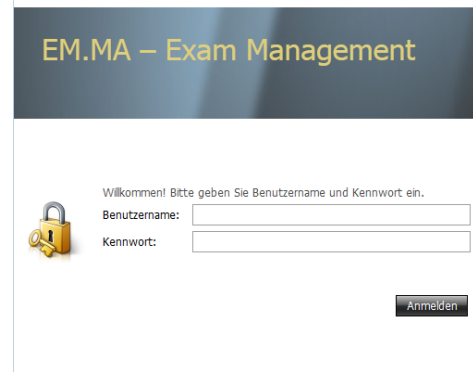 EM.MA – Exam Management
Willkommen! Bitte geben Sie Benutzername und Kennwort ein.
Benutzername:
Kennwort:
Anmelden